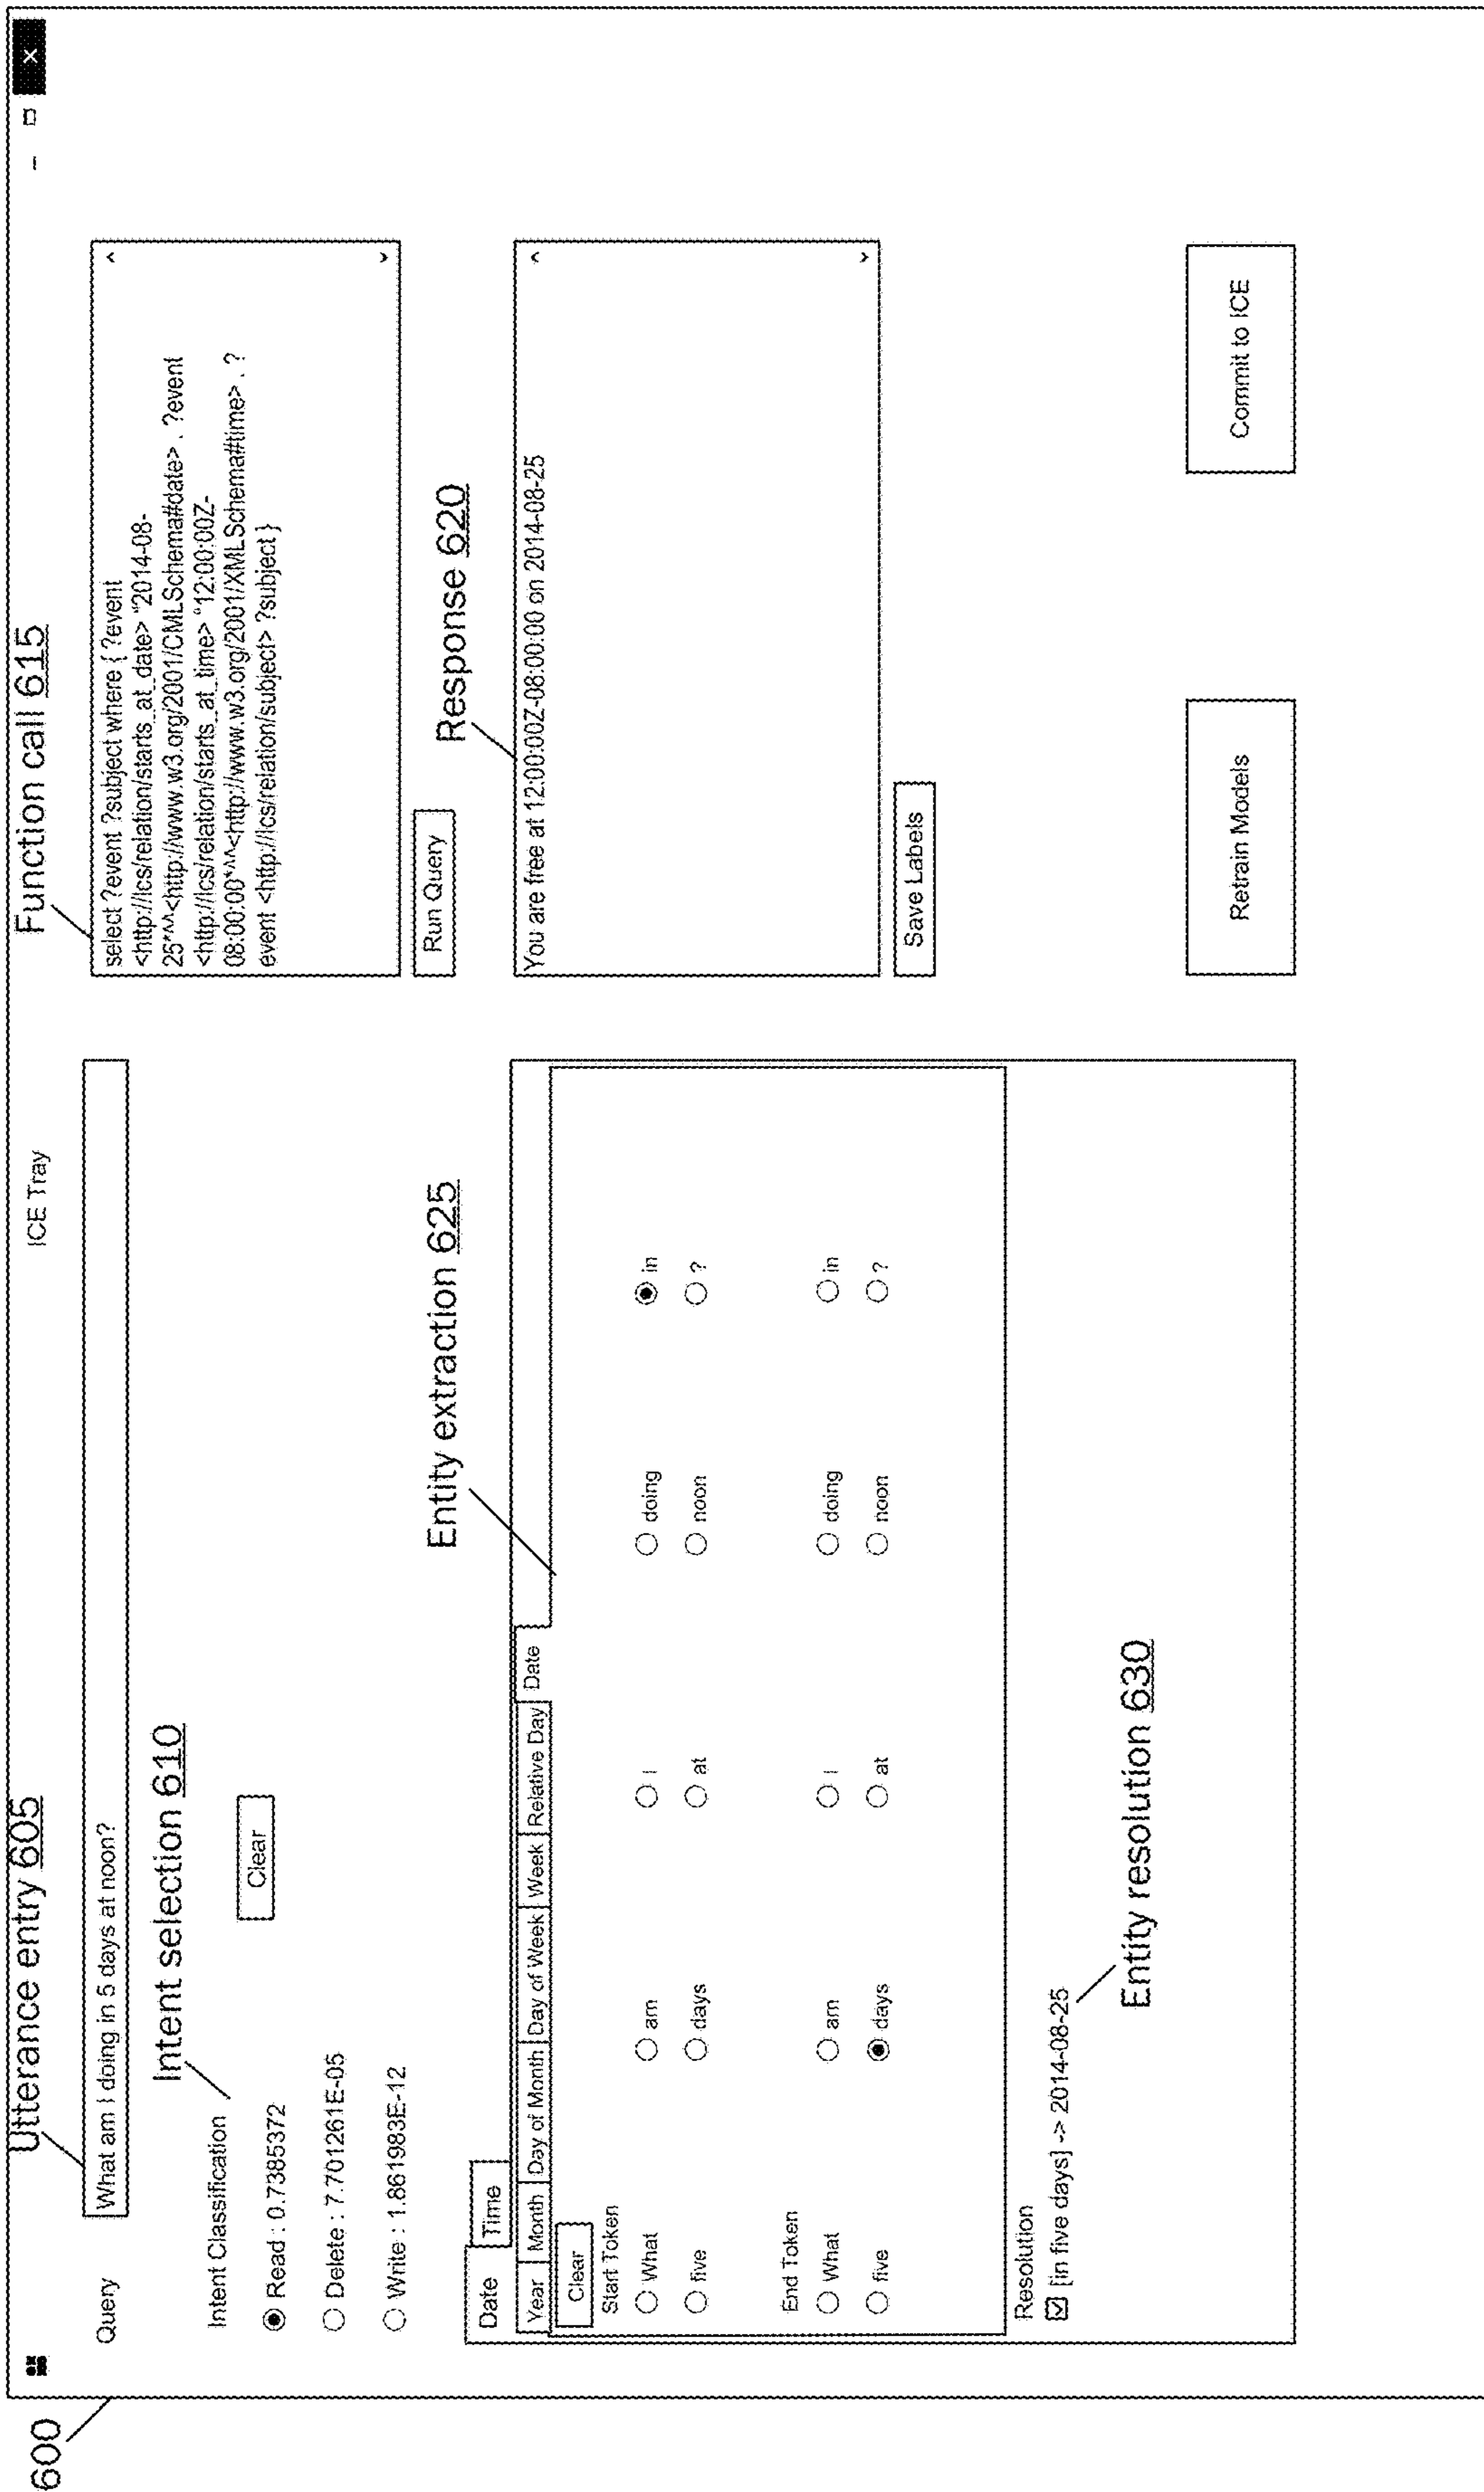 600
ICE Tray
Utterance entry 605
Query
What am I doing in 5 days at noon?
Intent selection 610
Intent Classification
Clear
Read : 0.7385372
Delete : 7.701261E-05
Write : 1.861983E-12
Entity extraction 625
Date
Time
Year
Month
Day of Month
Day of Week
Week
Relative Day
Date
Clear
Start Token
What am I doing in
five days at noon ?
End Token
What am I doing in
five days at noon ?
Resolution
[in five days] -> 2014-08-25
Entity resolution 630
Function call 615
select ?event ?subject where { ?event
<http://lcs/relation/starts_at_date> "2014-08-
25*^^<http://www.w3.org/2001/CMLSchema#date> . ?event
<http://lcs/relation/starts_at_time> "12:00:00Z-
08:00:00*^^<http://www.w3.org/2001/XMLSchema#time> . ?
event <http://lcs/relation/subject> ?subject }
Run Query
Response 620
You are free at 12:00:00Z-08:00:00 on 2014-08-25
Save Labels
Retrain Models
Commit to ICE